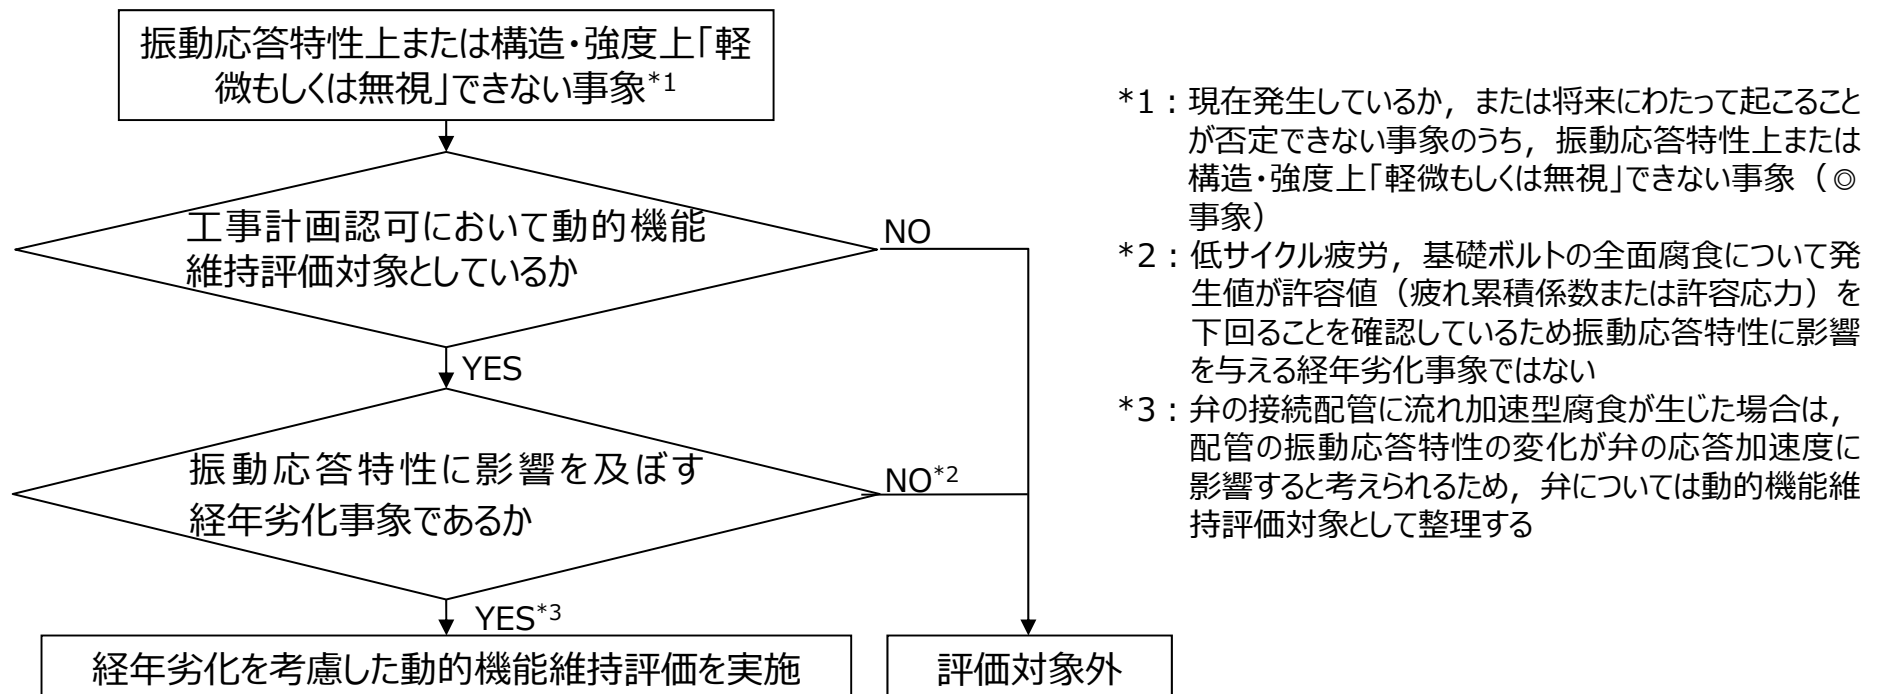 振動応答特性上または構造・強度上「軽
微もしくは無視」できない事象*1
工事計画認可において動的機能
維持評価対象としているか
NO
YES
振動応答特性に影響を及ぼす
経年劣化事象であるか
NO*2
YES*3
経年劣化を考慮した動的機能維持評価を実施
評価対象外
*1：現在発生しているか，または将来にわたって起こること
が否定できない事象のうち，振動応答特性上または
構造・強度上「軽微もしくは無視」できない事象（◎
事象）
*2：低サイクル疲労，基礎ボルトの全面腐食について発
生値が許容値（疲れ累積係数または許容応力）を
下回ることを確認しているため振動応答特性に影響
を与える経年劣化事象ではない
*3：弁の接続配管に流れ加速型腐食が生じた場合は，
配管の振動応答特性の変化が弁の応答加速度に
影響すると考えられるため，弁については動的機能維
持評価対象として整理する